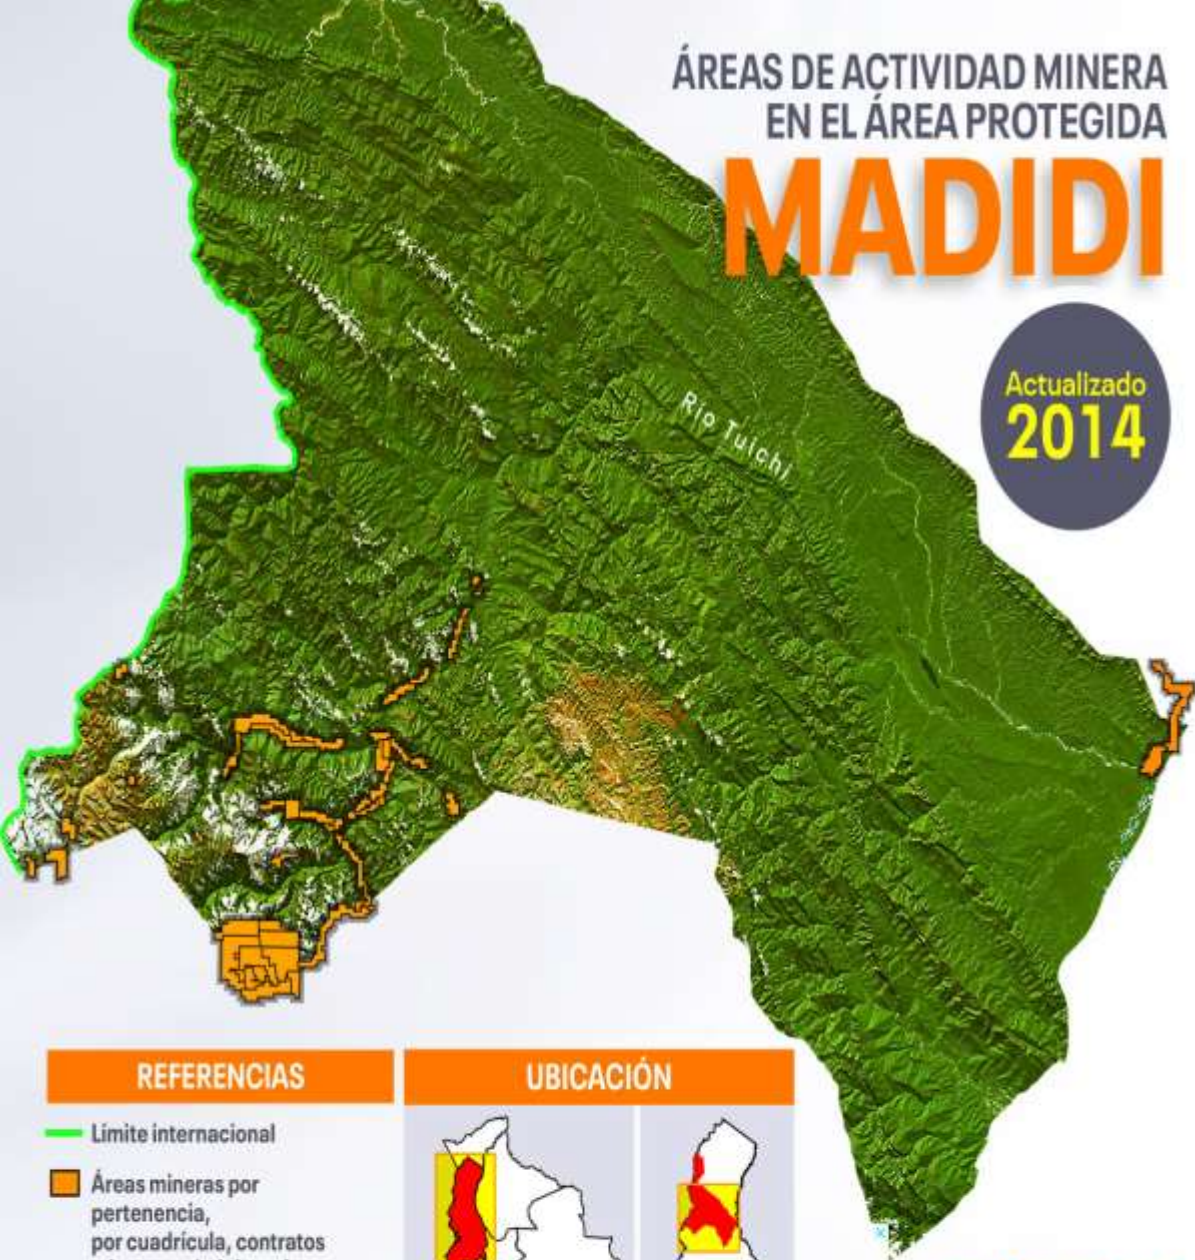 ÁREAS DE ACTIVIDAD MINERA
EN EL ÁREA PROTEGIDA
MADIDI
Actualizado
2014
Río Tuichi
REFERENCIAS
Límite internacional
Áreas mineras por
pertenencia,
por cuadrícula, contratos
UBICACIÓN